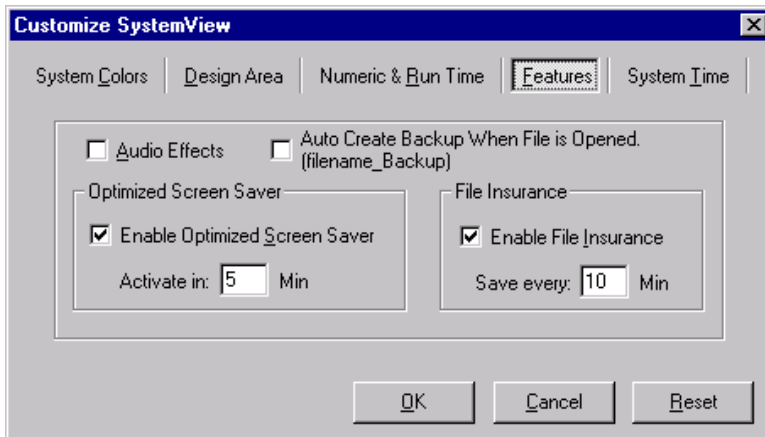 Customize SystemView
System Colors Design Area Numeric & Run Time Features System Time
Audio Effects
Auto Create Backup When File is Opened.
(filename_Backup)
Optimized Screen Saver
Enable Optimized Screen Saver
Activate in: 5 Min
File Insurance
Enable File Insurance
Save every: 10 Min
OK Cancel Reset